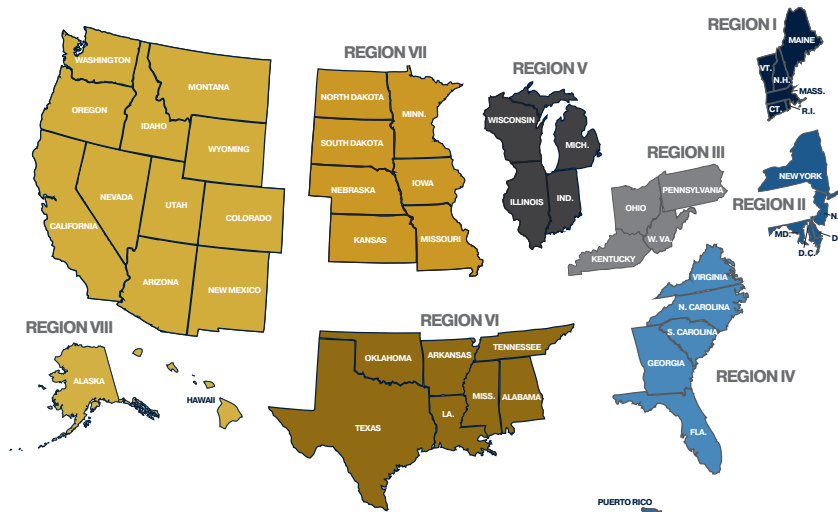 REGION I
MAINE
VT.
N.H.
MASS.
CT.
R.I.
REGION VII
REGION V
WASHINGTON
MONTANA
OREGON
IDAHO
WYOMING
NEVADA
UTAH
COLORADO
CALIFORNIA
ARIZONA
NEW MEXICO
NORTH DAKOTA
MINN.
SOUTH DAKOTA
NEBRASKA
IOWA
KANSAS
MISSOURI
WISCONSIN
MICH.
ILLINOIS
IND.
REGION III
PENNSYLVANIA
OHIO
W. VA.
KENTUCKY
NEW YORK
REGION II
N.
MD.
D
D.C.
VIRGINIA
N. CAROLINA
S. CAROLINA
GEORGIA
REGION IV
FLA.
REGION VIII
ALASKA
HAWAII
REGION VI
OKLAHOMA
ARKANSAS
TENNESSEE
TEXAS
LA.
MISS.
ALABAMA
PUERTO RICO